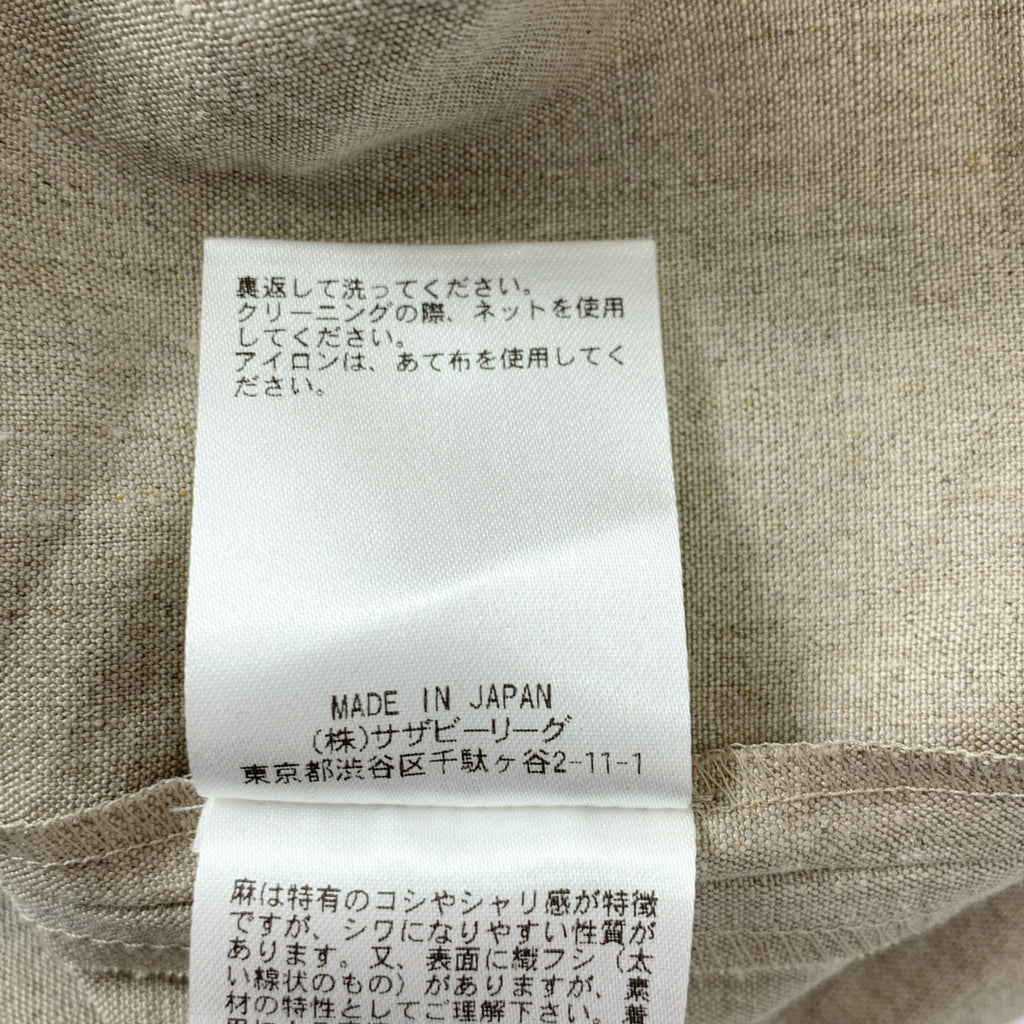 裏返して洗ってください。
クリーニングの際、ネットを使用
してください。
アイロンは、あて布を使用してく
ださい。
MADE IN JAPAN
(株)サザビーリーグ
東京都渋谷区千駄ヶ谷2-11-1
麻は特有のコシやシャリ感が特徴
ですが、シワになりやすい性質が
あります。又、表面に織フシ（太
い線状のもの）がありますが、素
材の特性としてご理解下さい。着